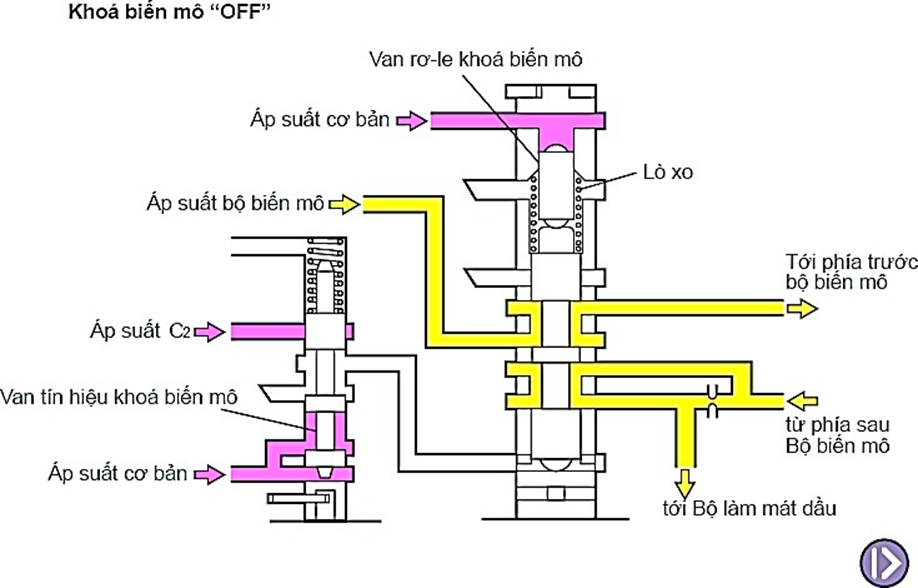 Khoá biến mô “OFF”
Van rơ-le khoá biến mô
Áp suất cơ bản
Lò xo
Áp suất bộ biến mô
Tới phía trước
bộ biến mô
Áp suất C2
Van tín hiệu khoá biến mô
từ phía sau
Bộ biến mô
Áp suất cơ bản
tới Bộ làm mát dầu